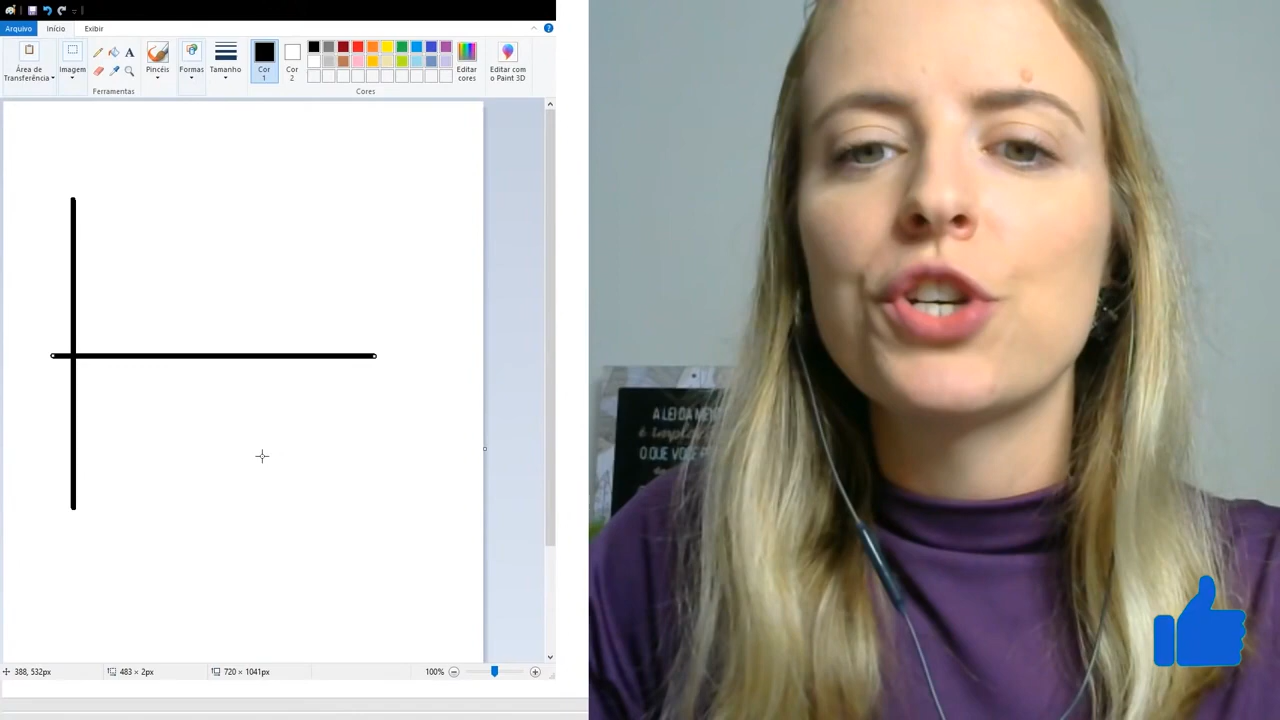 Arquivo Início Exibir
Área de Transferência
Imagem
Ferramentas
Pincéis
Formas
Tamanho
Cor 1
Cor 2
Editar cores
Editar com o Paint 3D
Cores
A LEI DA
é
O QUE VOCÊ
388, 532px
483 × 2px
720 × 1041px
100%